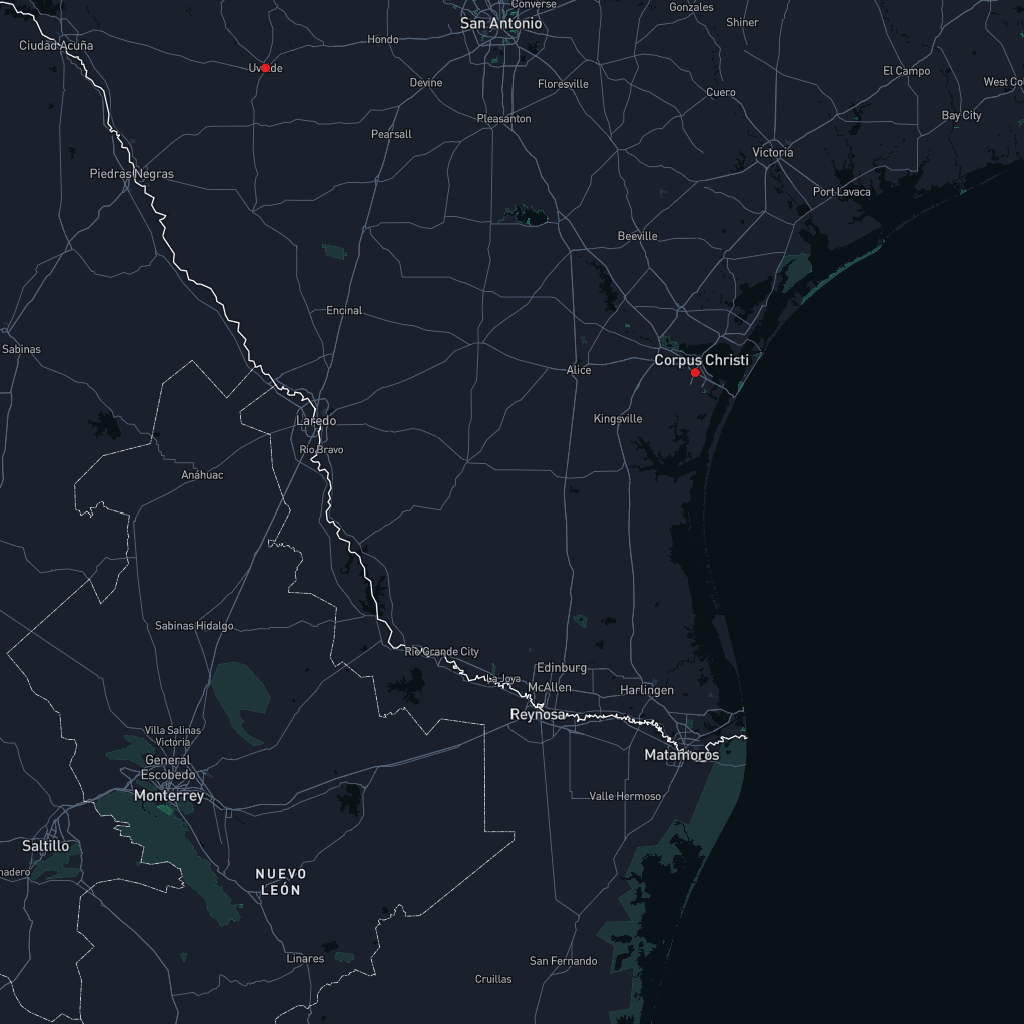 Converse
Gonzales
San Antonio
Shiner
Ciudad Acuña
Hondo
Uvalde
El Campo
Devine
Floresville
Cuero
West Col
Bay City
Pleasanton
Pearsall
Victoria
Piedras Negras
Port Lavaca
Beeville
Encinal
Sabinas
Corpus Christi
Alice
Laredo
Kingsville
Rio Bravo
Anáhuac
Sabinas Hidalgo
Rio Grande City
Edinburg
La Joya
McAllen
Harlingen
Reynosa
Villa Salinas
Victoria
Matamoros
General
Escobedo
Monterrey
Valle Hermoso
Saltillo
nadero
NUEVO
LEÓN
Linares
San Fernando
Cruillas